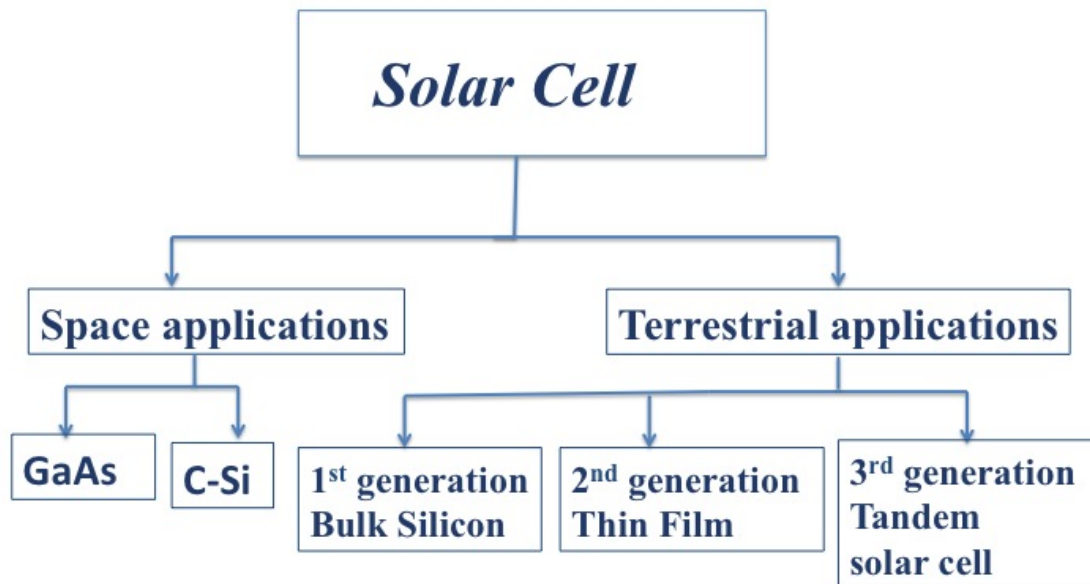 Solar Cell
Space applications
Terrestrial applications
GaAs
C-Si
1st generation
Bulk Silicon
2nd generation
Thin Film
3rd generation
Tandem
solar cell